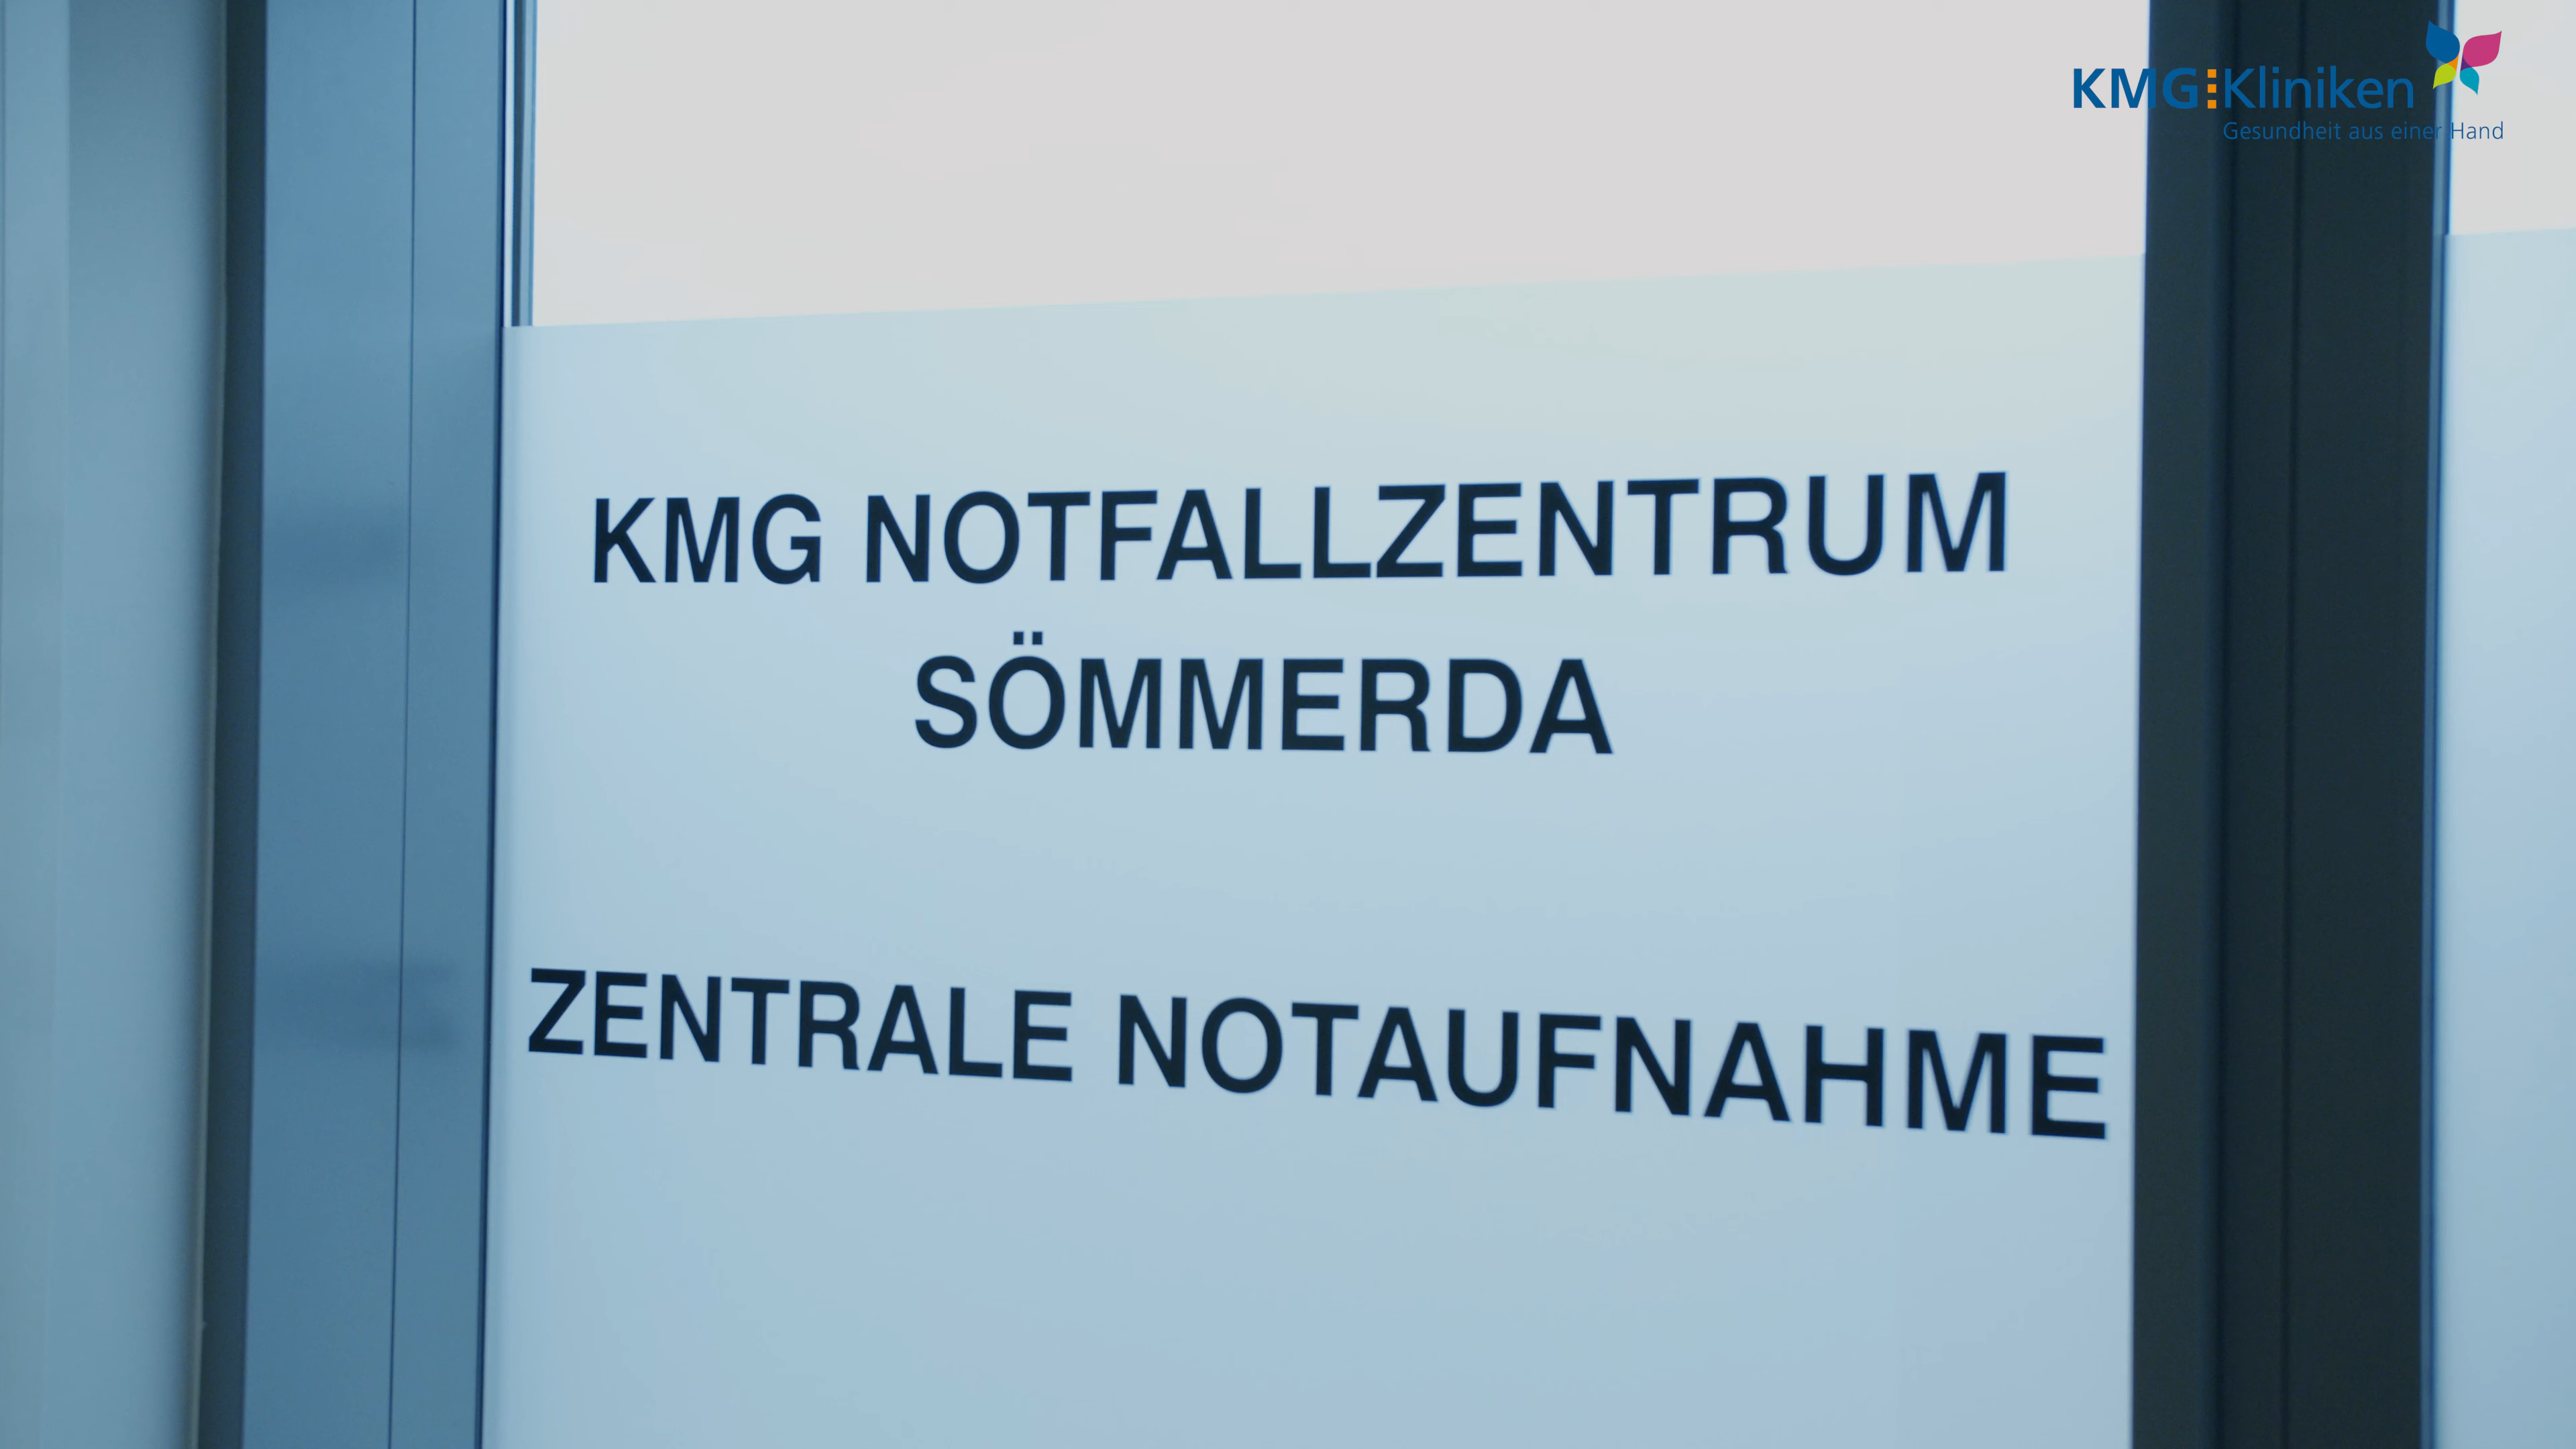 KMG Kliniken
Gesundheit aus einer Hand
KMG NOTFALLZENTRUM
SÖMMERDA
ZENTRALE NOTAUFNAHME